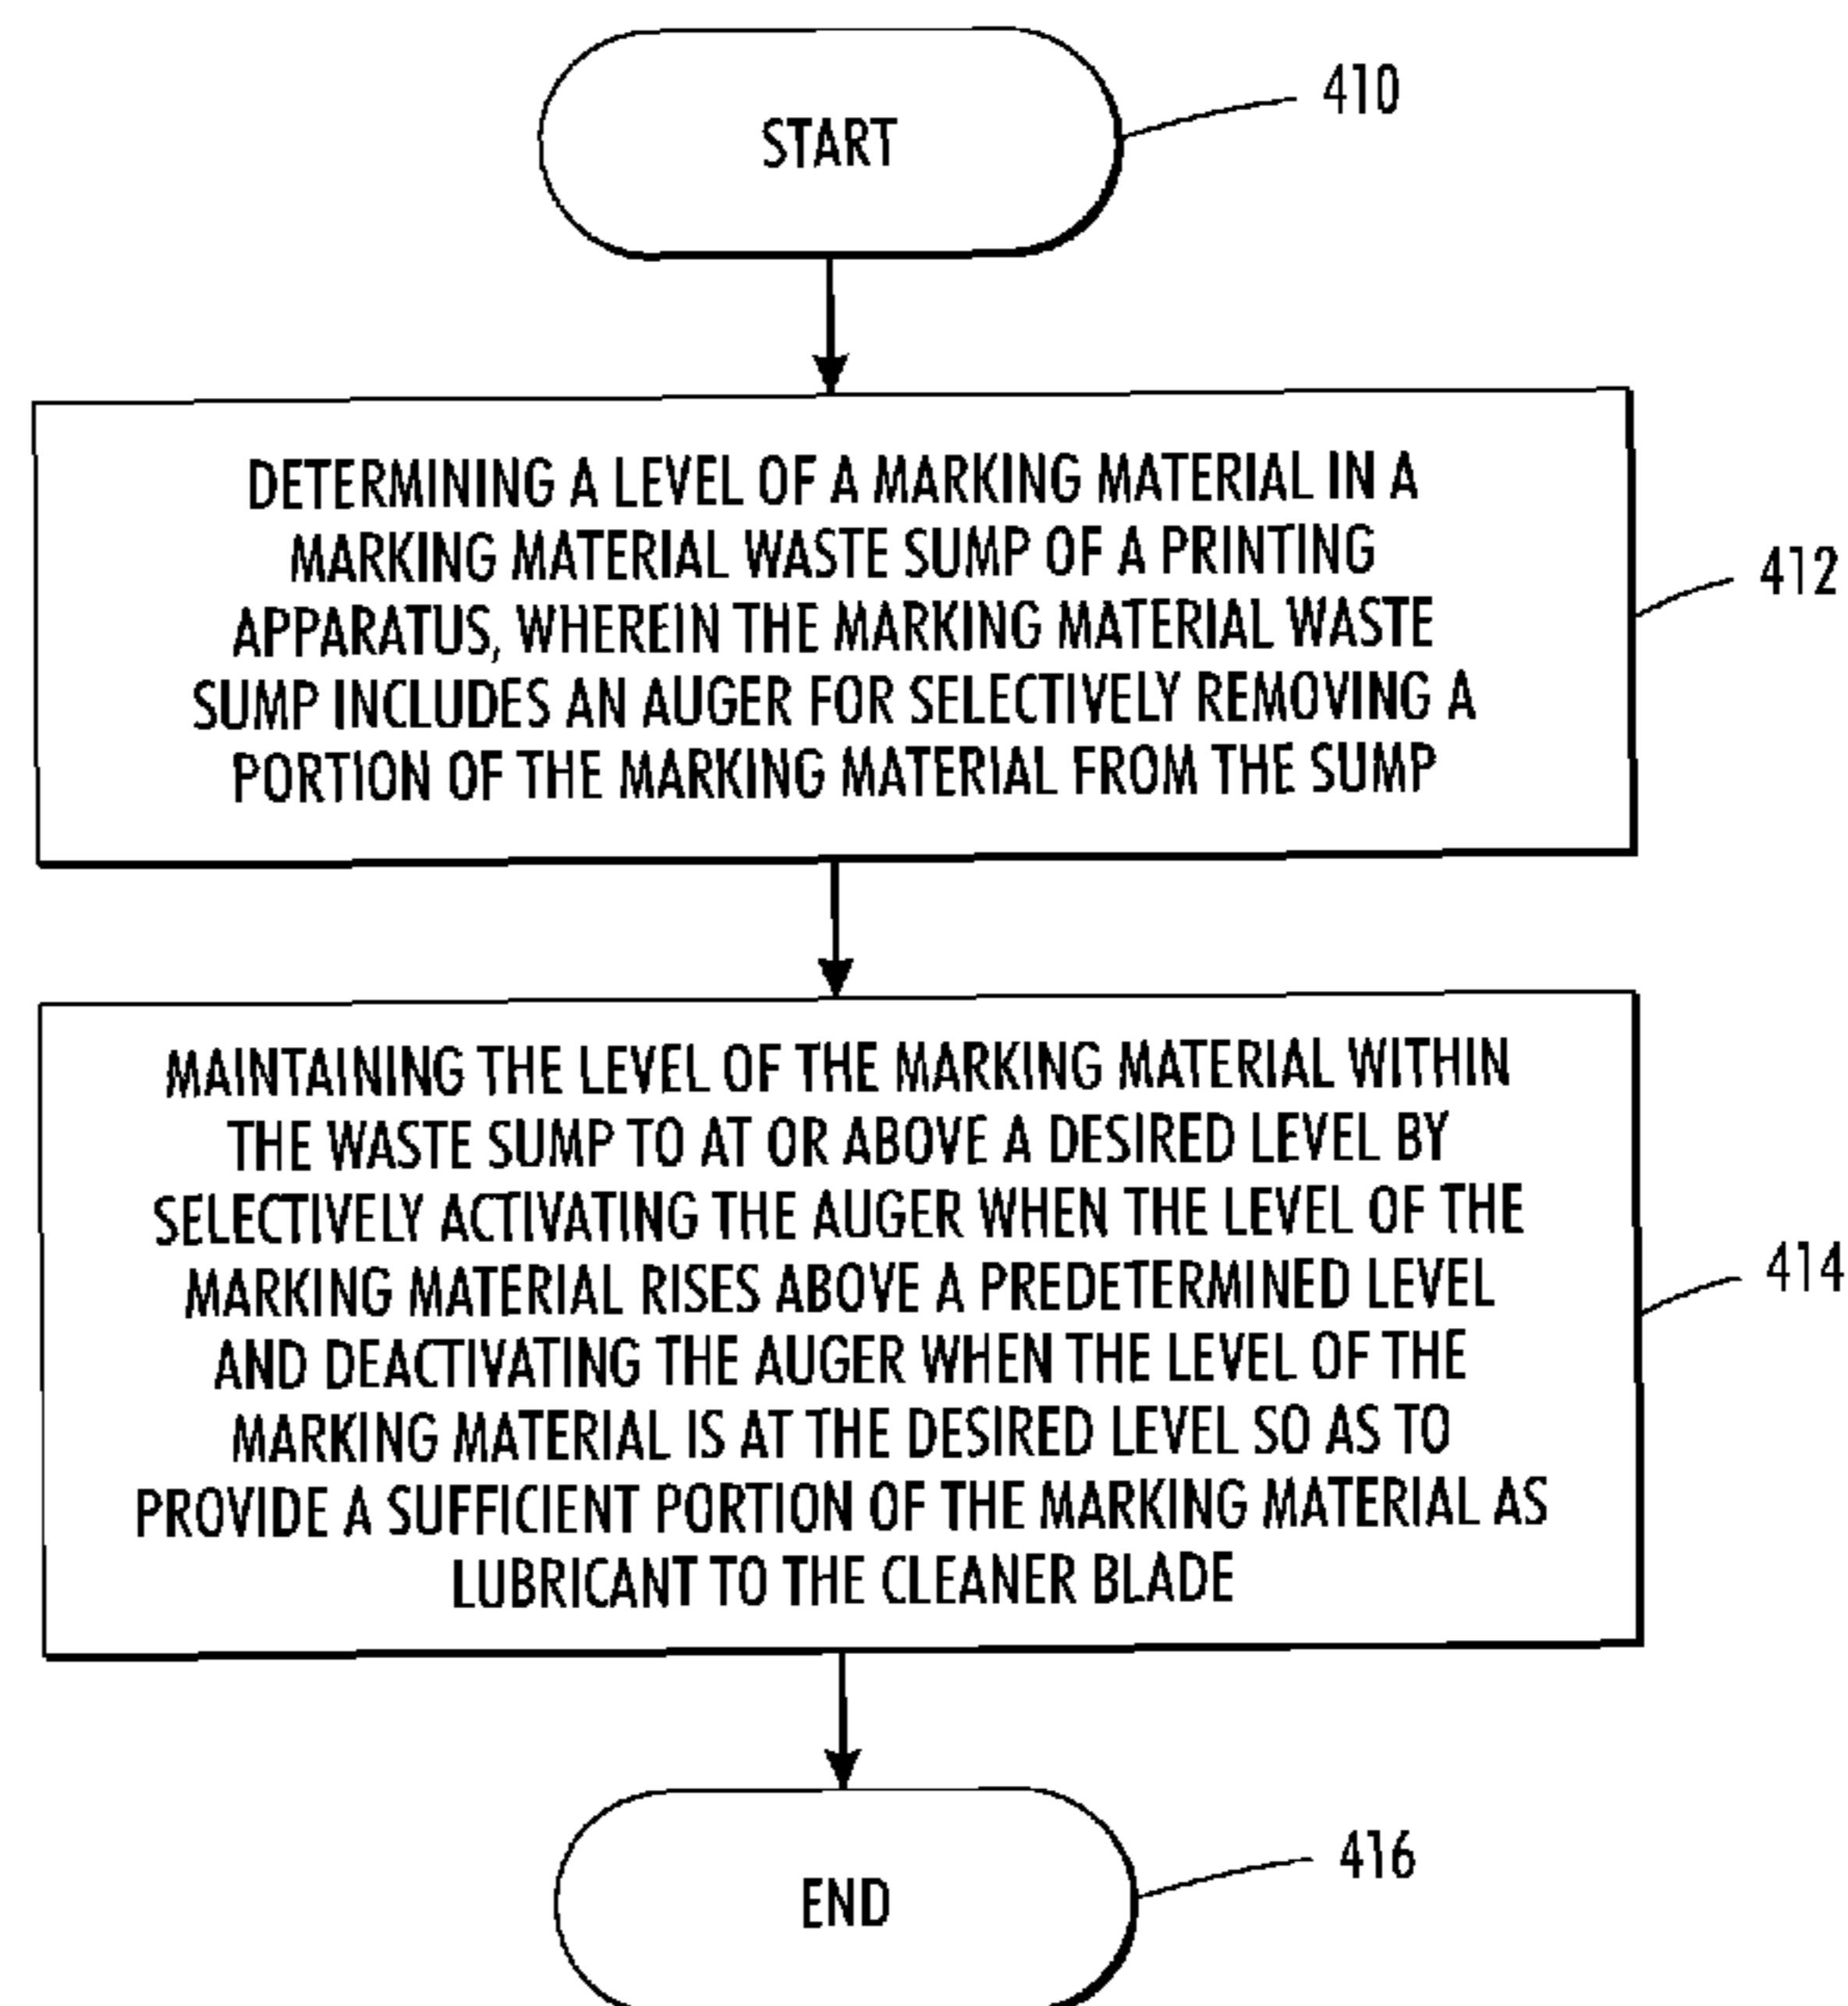 START
410
DETERMINING A LEVEL OF A MARKING MATERIAL IN A
MARKING MATERIAL WASTE SUMP OF A PRINTING
APPARATUS, WHEREIN THE MARKING MATERIAL WASTE
SUMP INCLUDES AN AUGER FOR SELECTIVELY REMOVING A
PORTION OF THE MARKING MATERIAL FROM THE SUMP
412
MAINTAINING THE LEVEL OF THE MARKING MATERIAL WITHIN
THE WASTE SUMP TO AT OR ABOVE A DESIRED LEVEL BY
SELECTIVELY ACTIVATING THE AUGER WHEN THE LEVEL OF THE
MARKING MATERIAL RISES ABOVE A PREDETERMINED LEVEL
AND DEACTIVATING THE AUGER WHEN THE LEVEL OF THE
MARKING MATERIAL IS AT THE DESIRED LEVEL SO AS TO
PROVIDE A SUFFICIENT PORTION OF THE MARKING MATERIAL AS
LUBRICANT TO THE CLEANER BLADE
414
END
416